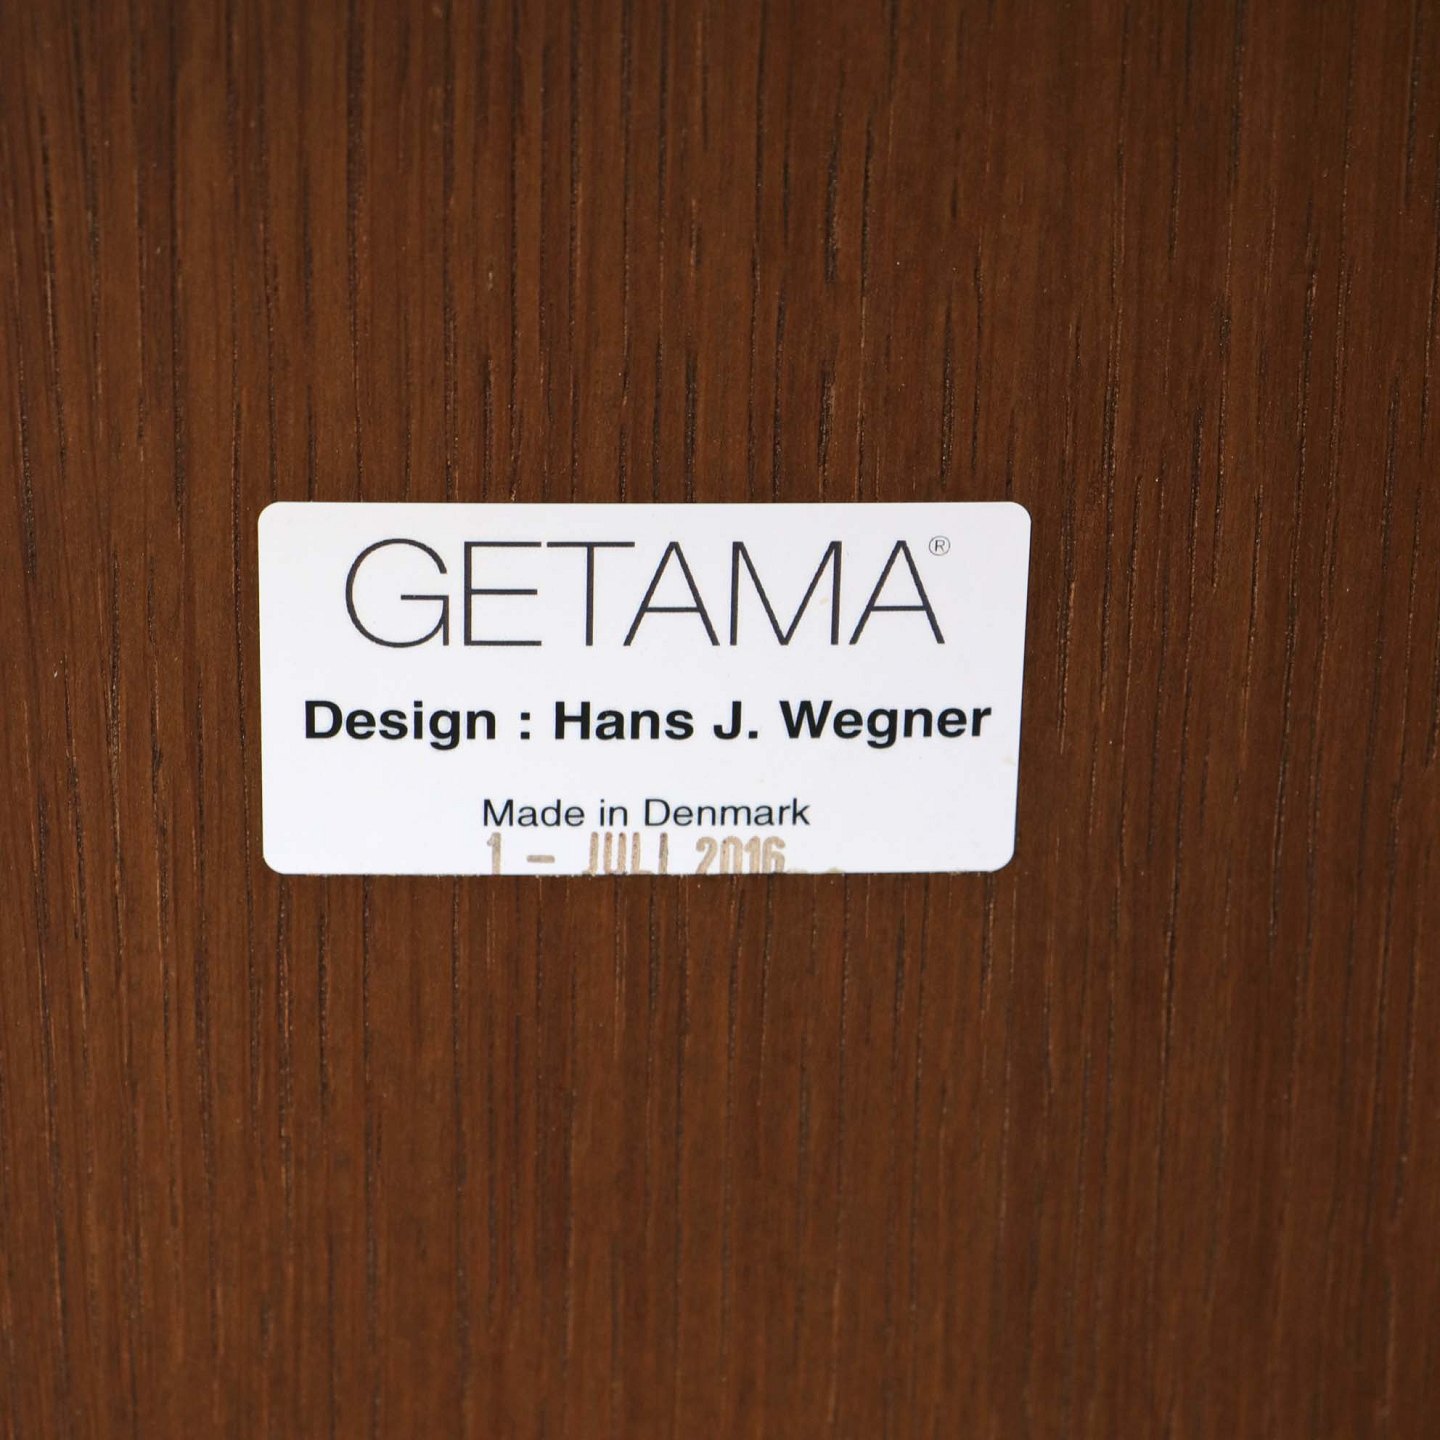 GETAMA®
Design : Hans J. Wegner
Made in Denmark
1 - JULI 2016